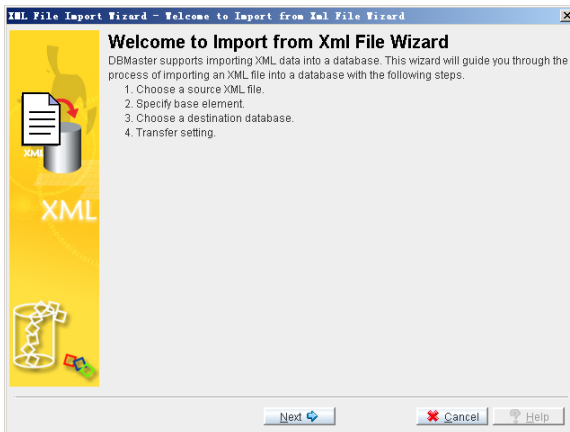 XML File Import Wizard - Welcome to Import from Xml File Wizard
Welcome to Import from Xml File Wizard
DBMaster supports importing XML data into a database. This wizard will guide you through the
process of importing an XML file into a database with the following steps.
1. Choose a source XML file.
2. Specify base element.
3. Choose a destination database.
4. Transfer setting.
XML
XML
Next
Cancel
Help